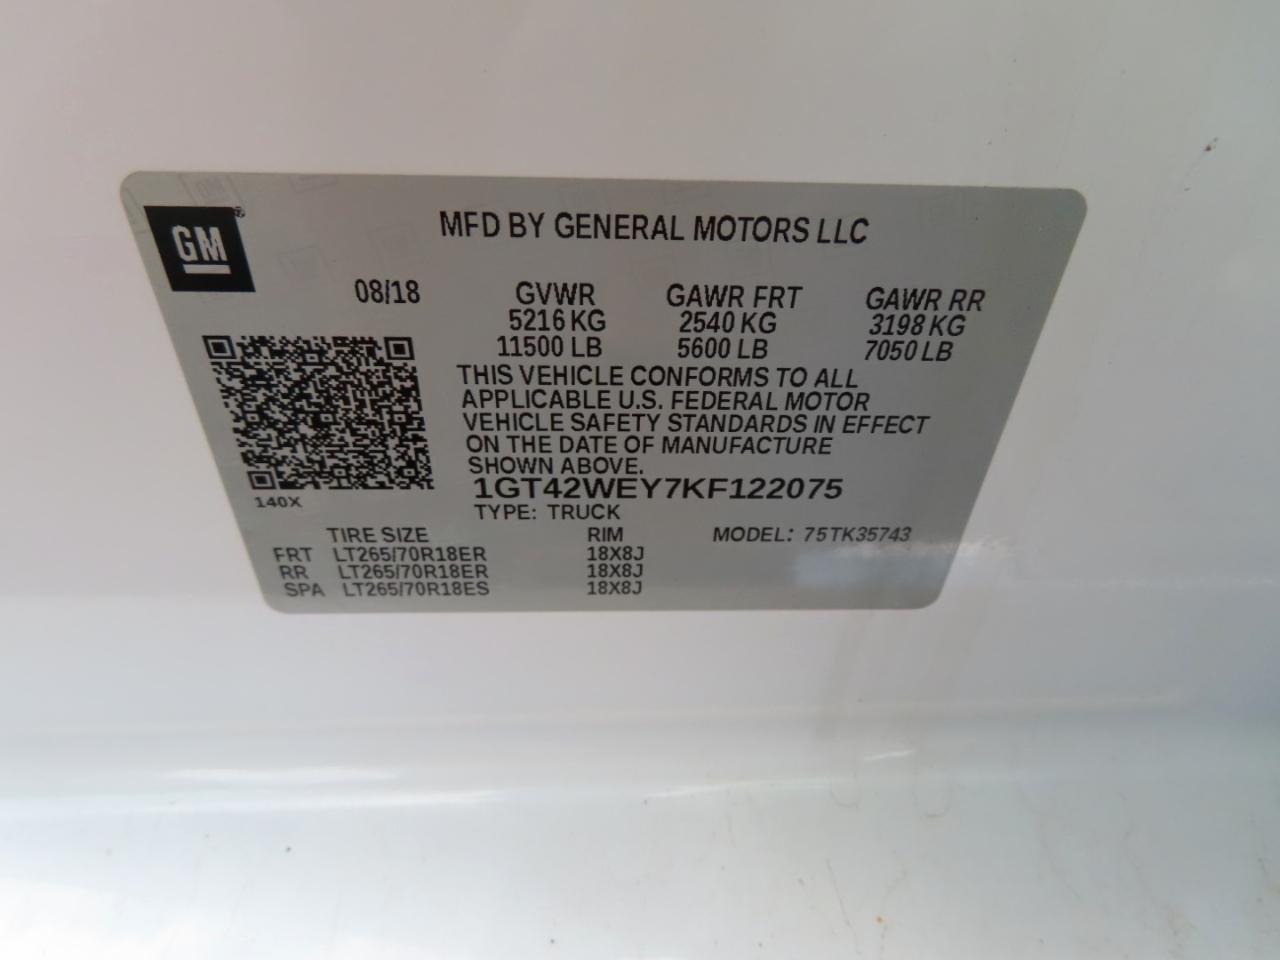 GM
®
MFD BY GENERAL MOTORS LLC
08/18 GVWR GAWR FRT GAWR RR
5216 KG 2540 KG 3198 KG
11500 LB 5600 LB 7050 LB
THIS VEHICLE CONFORMS TO ALL
APPLICABLE U.S. FEDERAL MOTOR
VEHICLE SAFETY STANDARDS IN EFFECT
ON THE DATE OF MANUFACTURE
SHOWN ABOVE.
1GT42WEY7KF122075
140X
TYPE: TRUCK
TIRE SIZE RIM MODEL: 75TK35743
FRT LT265/70R18ER 18X8J
RR LT265/70R18ER 18X8J
SPA LT265/70R18ES 18X8J